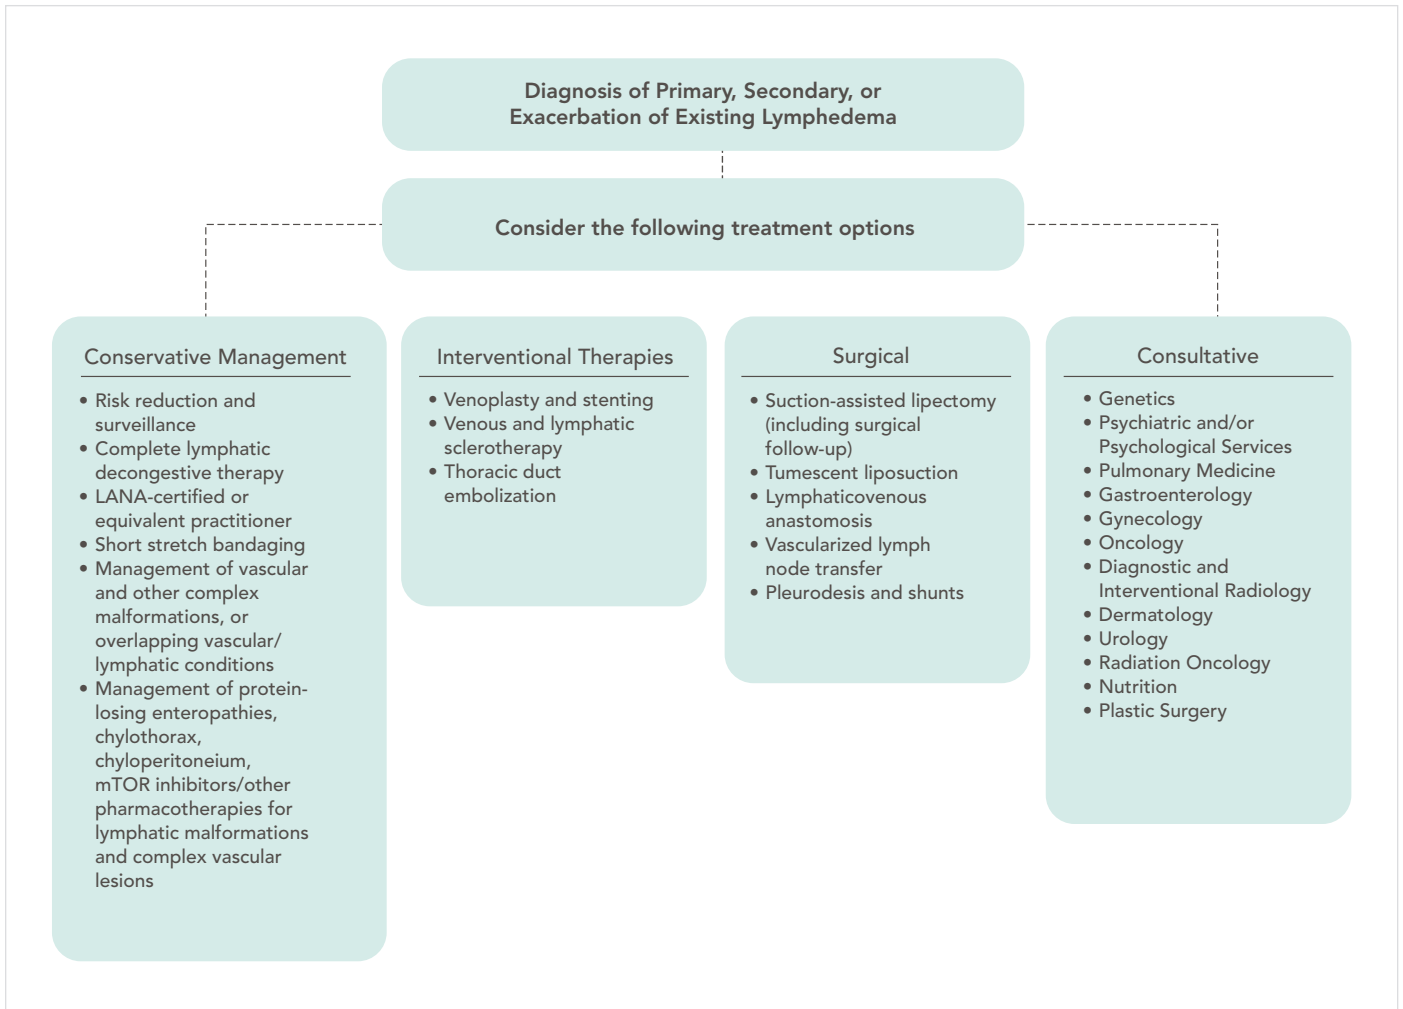 Diagnosis of Primary, Secondary, or
Exacerbation of Existing Lymphedema
Consider the following treatment options
Conservative Management
• Risk reduction and
surveillance
• Complete lymphatic
decongestive therapy
• LANA-certified or
equivalent practitioner
• Short stretch bandaging
• Management of vascular
and other complex
malformations, or
overlapping vascular/
lymphatic conditions
• Management of protein-
losing enteropathies,
chylothorax,
chyloperitoneium,
mTOR inhibitors/other
pharmacotherapies for
lymphatic malformations
and complex vascular
lesions
Interventional Therapies
• Venoplasty and stenting
• Venous and lymphatic
sclerotherapy
• Thoracic duct
embolization
Surgical
• Suction-assisted lipectomy
(including surgical
follow-up)
• Tumescent liposuction
• Lymphaticovenous
anastomosis
• Vascularized lymph
node transfer
• Pleurodesis and shunts
Consultative
• Genetics
• Psychiatric and/or
Psychological Services
• Pulmonary Medicine
• Gastroenterology
• Gynecology
• Oncology
• Diagnostic and
Interventional Radiology
• Dermatology
• Urology
• Radiation Oncology
• Nutrition
• Plastic Surgery